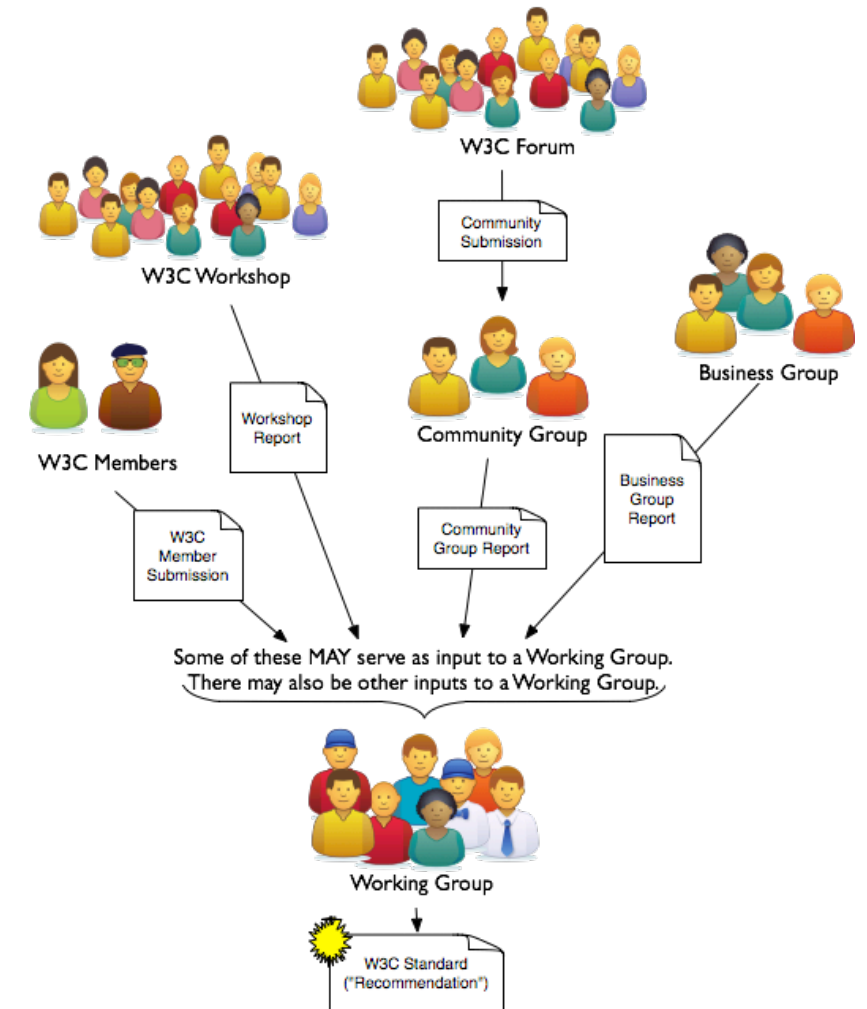 W3C Forum
Community
Submission
W3C Workshop
Business Group
Workshop
Report
Community Group
W3C Members
Business
Group
Report
W3C
Member
Submission
Community
Group Report
Some of these MAY serve as input to a Working Group.
There may also be other inputs to a Working Group.
Working Group
W3C Standard
("Recommendation")